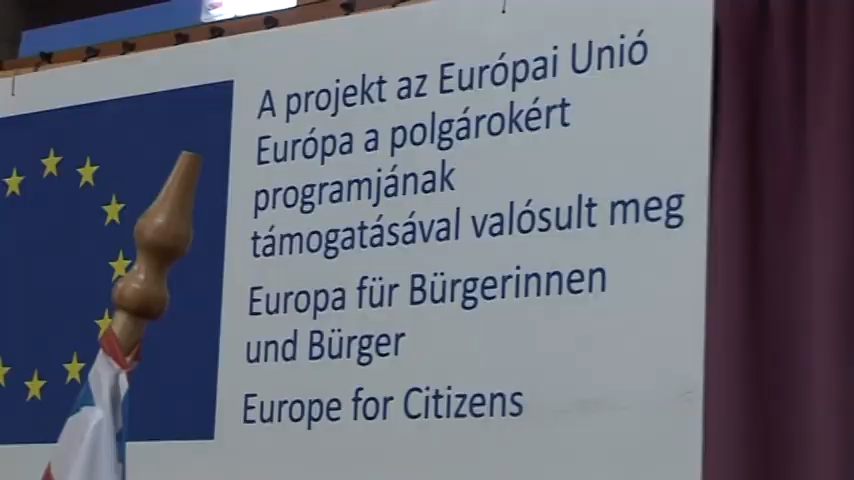 A projekt az Európai Unió
Európa a polgárokért
programjának
támogatásával valósult meg
Europa für Bürgerinnen
und Bürger
Europe for Citizens